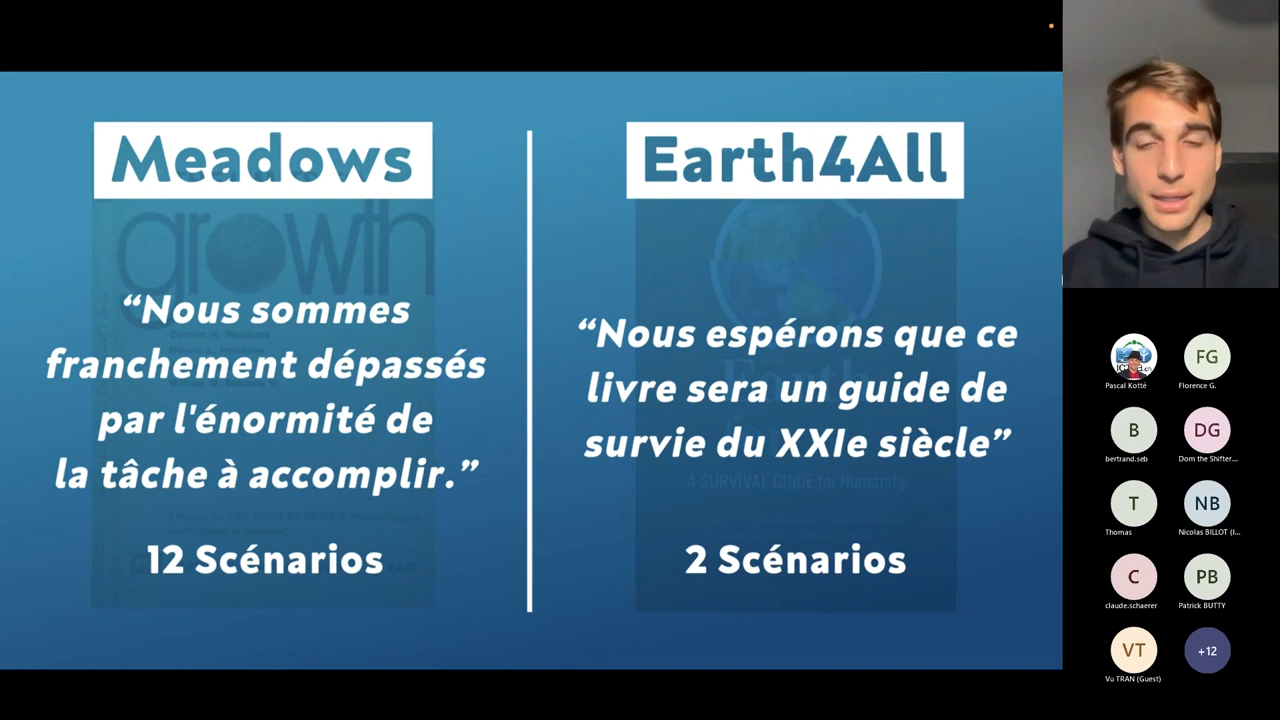 Meadows
growth
“Nous sommes
franchement dépassés
par l'énormité de
la tâche à accomplir.”
12 Scénarios
Earth4All
“Nous espérons que ce
livre sera un guide de
survie du XXIe siècle”
A SURVIVAL GUIDE for Humanity
2 Scénarios
Pascal Kotté
FG
Florence G.
B
bertrand.seb
DG
Dom the Shifter...
T
Thomas
NB
Nicolas BILLOT (I...
C
claude.schaerer
PB
Patrick BUTTY
VT
Vu TRAN (Guest)
+12